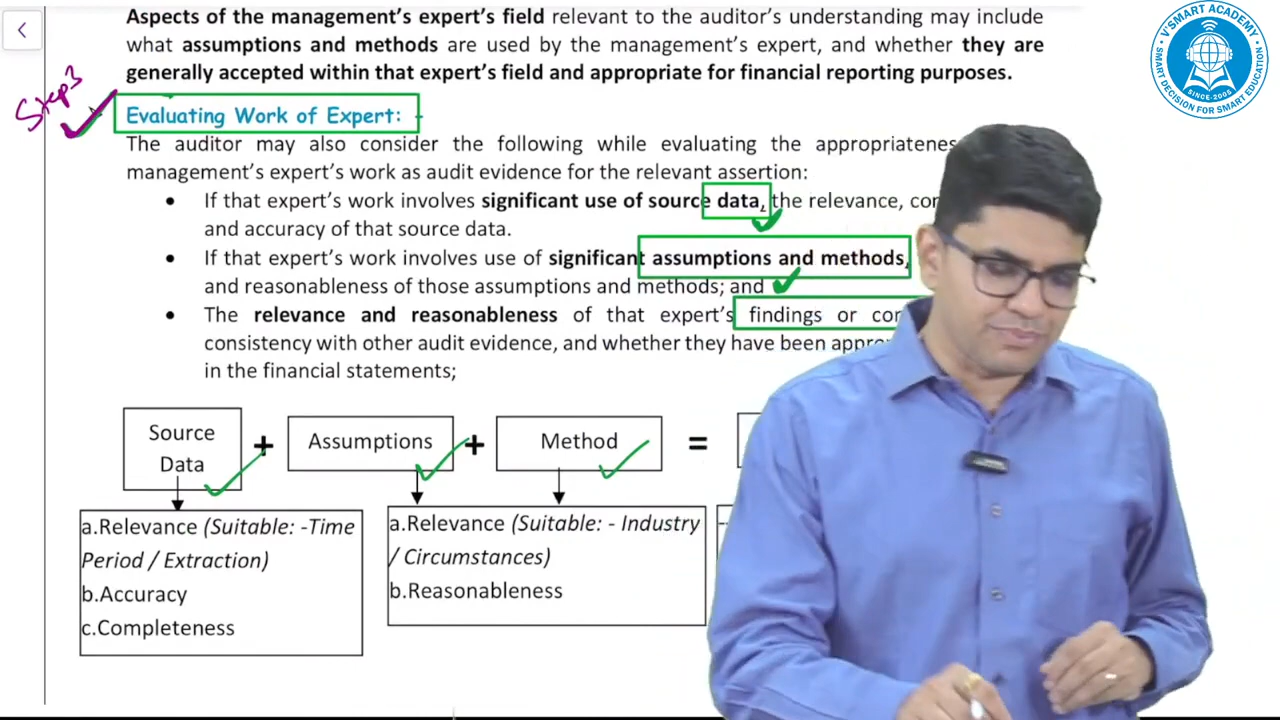 Aspects of the management's expert's field relevant to the auditor's understanding may include
what assumptions and methods are used by the management's expert, and whether they are
generally accepted within that expert's field and appropriate for financial reporting purposes.
Step 3
Evaluating Work of Expert:
The auditor may also consider the following while evaluating the
management's expert's work as audit evidence for the relevant assertion:
• If that expert's work involves significant use of source data, the relevance,
and accuracy of that source data.
• If that expert's work involves use of significant assumptions and methods,
and reasonableness of those assumptions and methods; and
• The relevance and reasonableness of that expert's findings or
consistency with other audit evidence, and whether they have been
in the financial statements;
Source Data + Assumptions + Method =
a.Relevance (Suitable: -Time
Period / Extraction)
b.Accuracy
c.Completeness
a.Relevance (Suitable: - Industry
/ Circumstances)
b.Reasonableness
V'SMART ACADEMY
SINCE-2005
SMART DECISION FOR SMART EDUCATION